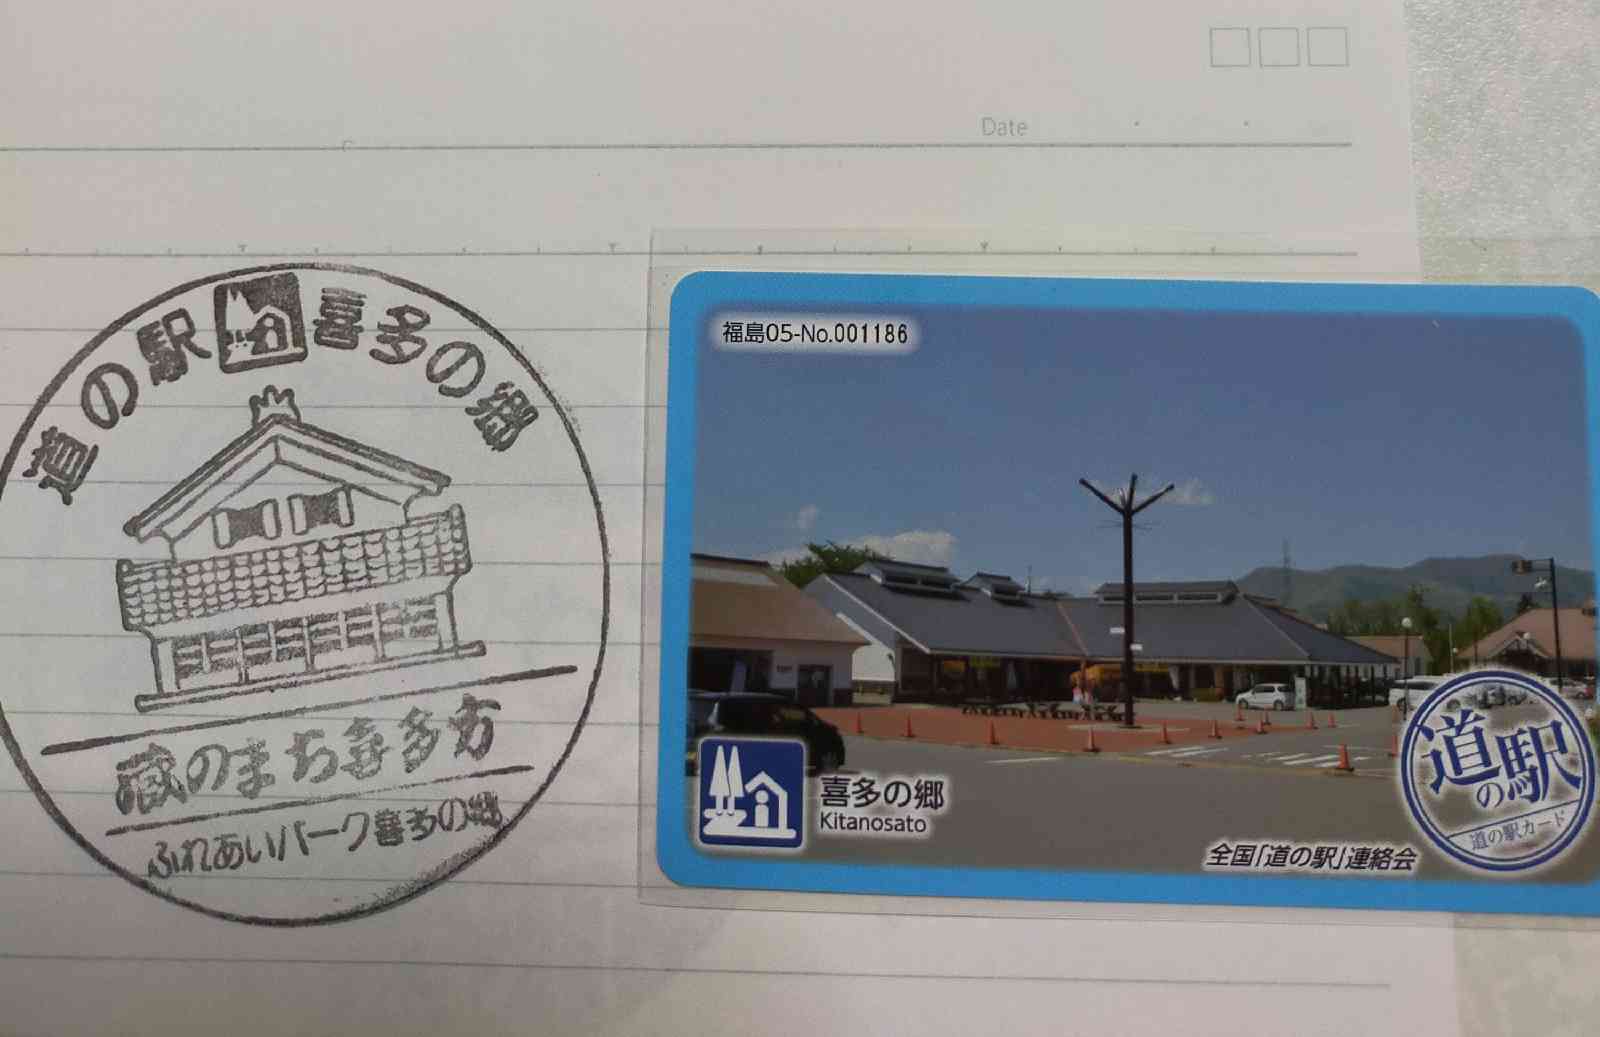 Date
道の駅 喜多の郷
蔵のまち喜多方
ふれあいパーク喜多の郷
福島05-No.001186
喜多の郷
Kitanosato
全国「道の駅」連絡会
道の駅
道の駅カード